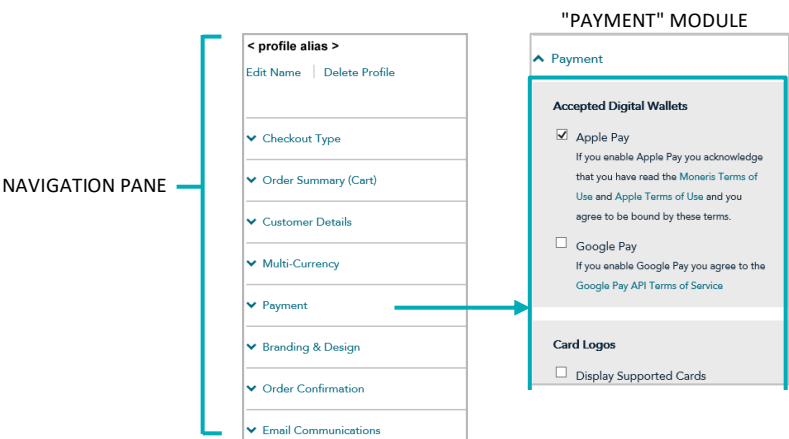 "PAYMENT" MODULE
< profile alias >
Edit Name | Delete Profile
Checkout Type
Order Summary (Cart)
Customer Details
Multi-Currency
Payment
Branding & Design
Order Confirmation
Email Communications
NAVIGATION PANE
Payment
Accepted Digital Wallets
Apple Pay
If you enable Apple Pay you acknowledge
that you have read the Moneris Terms of
Use and Apple Terms of Use and you
agree to be bound by these terms.
Google Pay
If you enable Google Pay you agree to the
Google Pay API Terms of Service
Card Logos
Display Supported Cards